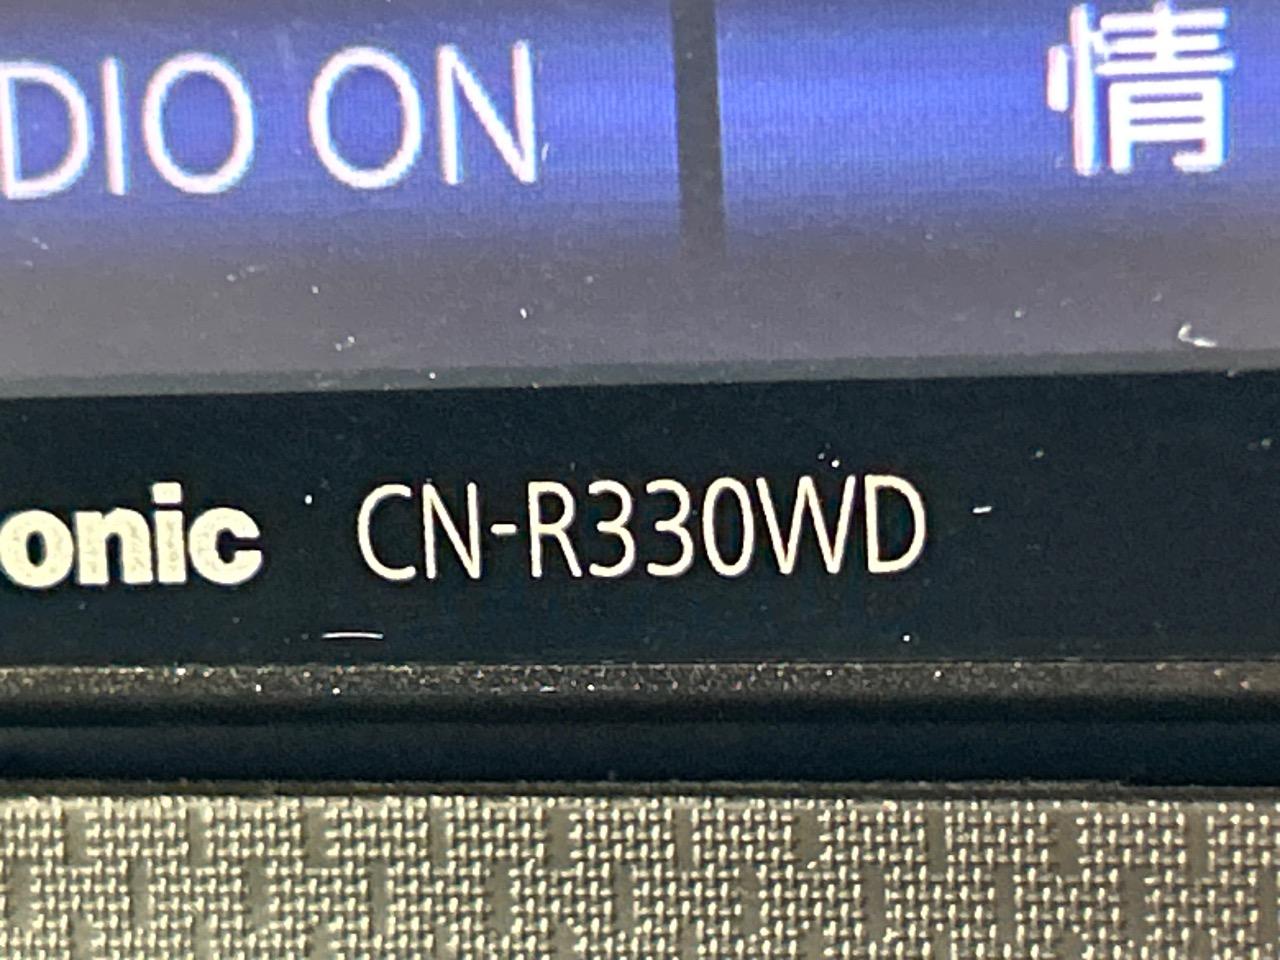 DIO ON
情
onic CN-R330WD